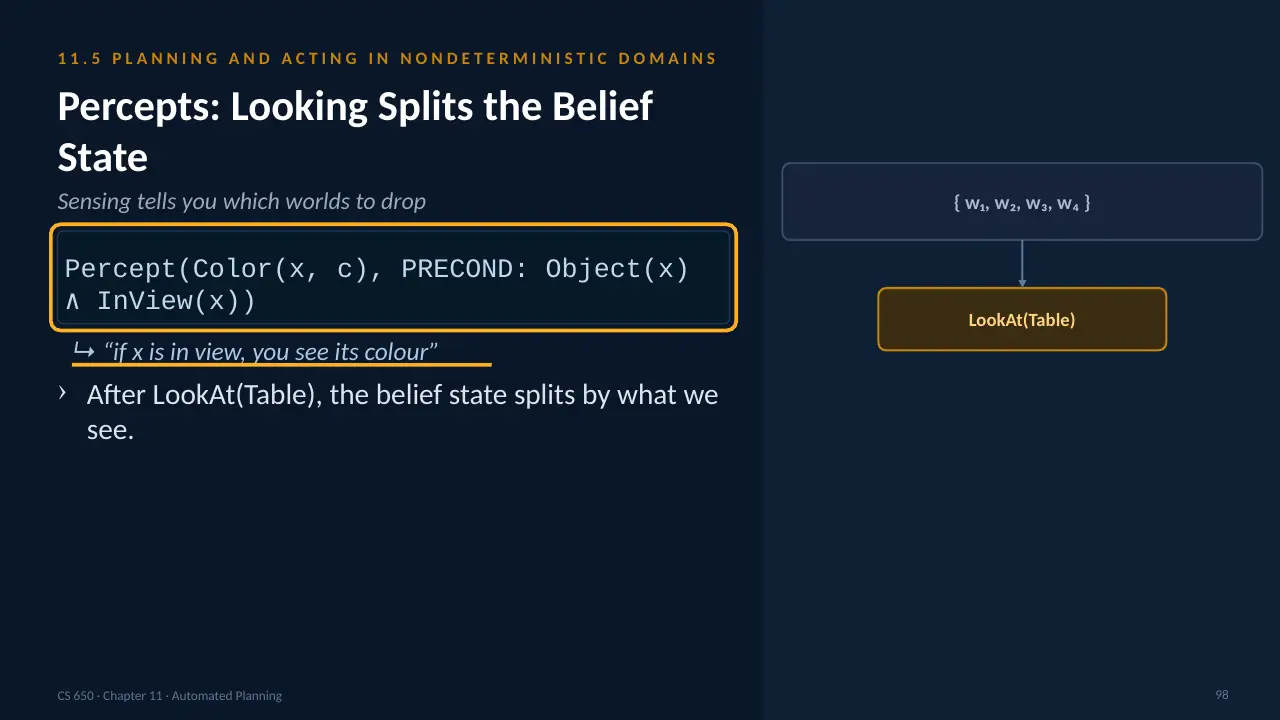 11.5 PLANNING AND ACTING IN NONDETERMINISTIC DOMAINS
Percepts: Looking Splits the Belief
State
Sensing tells you which worlds to drop
Percept(Color(x, c), PRECOND: Object(x)
∧ InView(x))
↪ “if x is in view, you see its colour”
› After LookAt(Table), the belief state splits by what we
see.
{ w₁, w₂, w₃, w₄ }
LookAt(Table)
CS 650 · Chapter 11 · Automated Planning
98